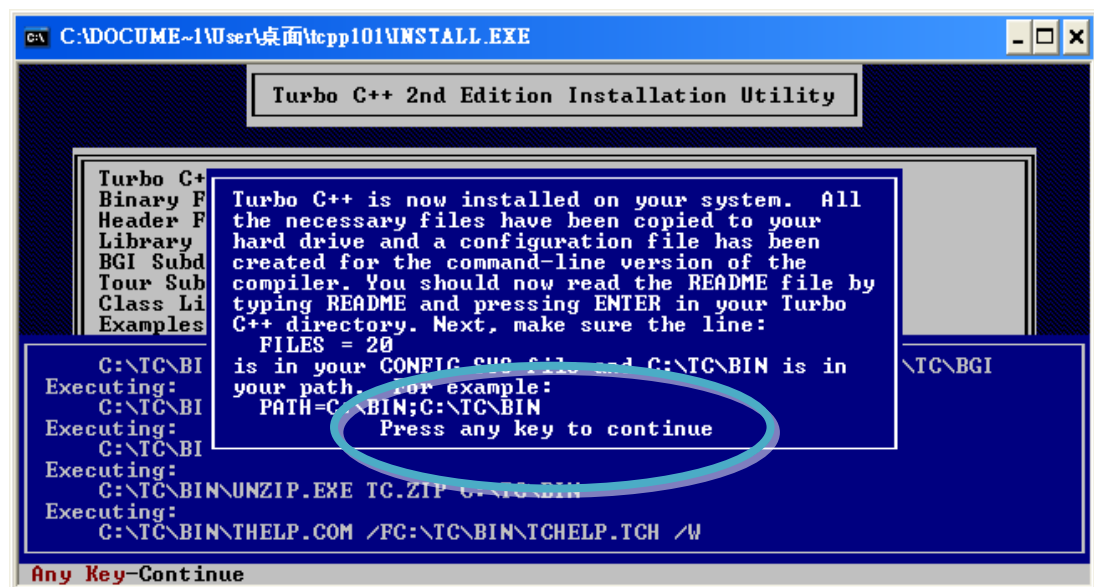 C:\DOCUME~1\User\桌面\tcpp101\INSTALL.EXE
Turbo C++ 2nd Edition Installation Utility
Turbo C+
Binary F
Header F
Library
BGI Subd
Tour Sub
Class Li
Examples
Turbo C++ is now installed on your system. All
the necessary files have been copied to your
hard drive and a configuration file has been
created for the command-line version of the
compiler. You should now read the README file by
typing README and pressing ENTER in your Turbo
C++ directory. Next, make sure the line:
FILES = 20
is in your CONFIG.SYS file and C:\TC\BIN is in
your path. For example:
PATH=C:\BIN;C:\TC\BIN
Press any key to continue
C:\TC\BI \TC\BGI
Executing:
C:\TC\BI
Executing:
C:\TC\BI
Executing:
C:\TC\BIN\UNZIP.EXE TC.ZIP C:\TC\BIN
Executing:
C:\TC\BIN\THELP.COM /FC:\TC\BIN\TCHELP.TCH /W
Any Key-Continue